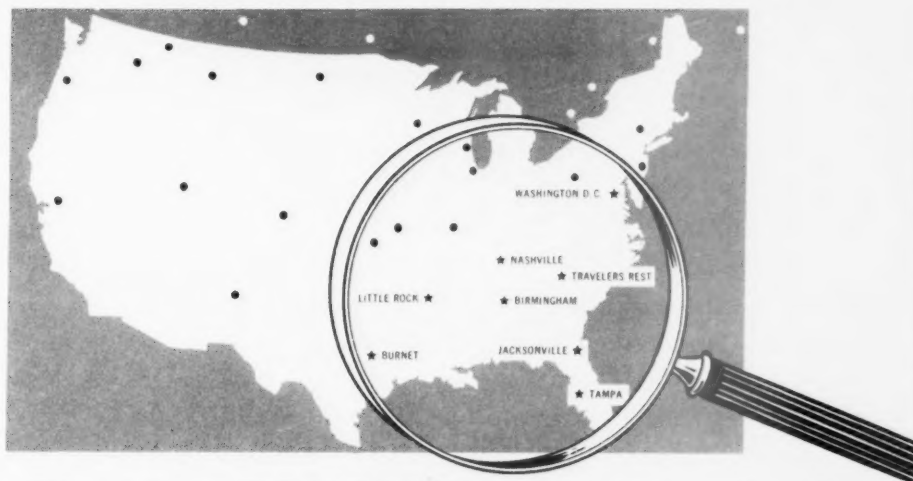 WASHINGTON D.C.
NASHVILLE
TRAVELERS REST
LITTLE ROCK
BIRMINGHAM
JACKSONVILLE
BURNET
TAMPA